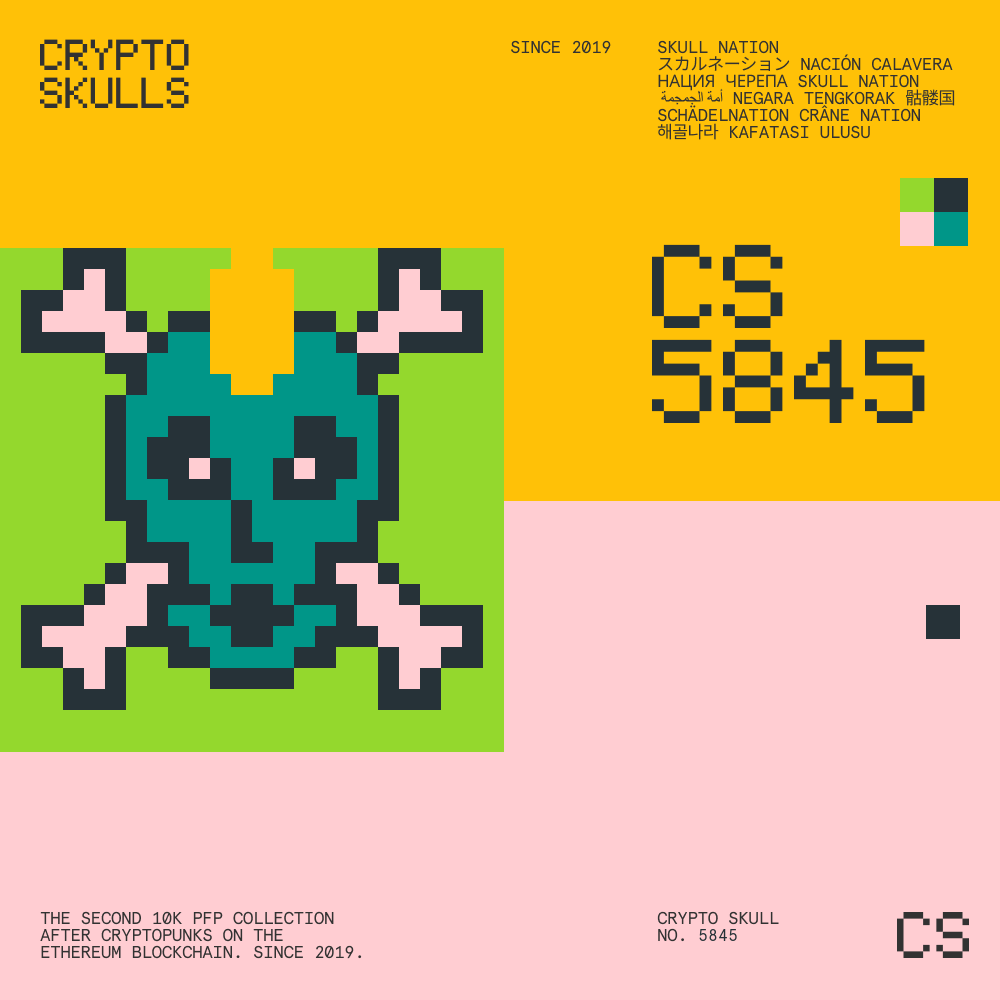 CRYPTO
SKULLS
SINCE 2019
SKULL NATION
スカルネーション NACIÓN CALAVERA
НАЦИЯ ЧЕРЕПА SKULL NATION
أمة الجمجمة NEGARA TENGKORAK 骷髅国
SCHÄDELNATION CRÂNE NATION
해골나라 KAFATASI ULUSU
CS
5845
THE SECOND 10K PFP COLLECTION
AFTER CRYPTOPUNKS ON THE
ETHEREUM BLOCKCHAIN. SINCE 2019.
CRYPTO SKULL
NO. 5845
CS